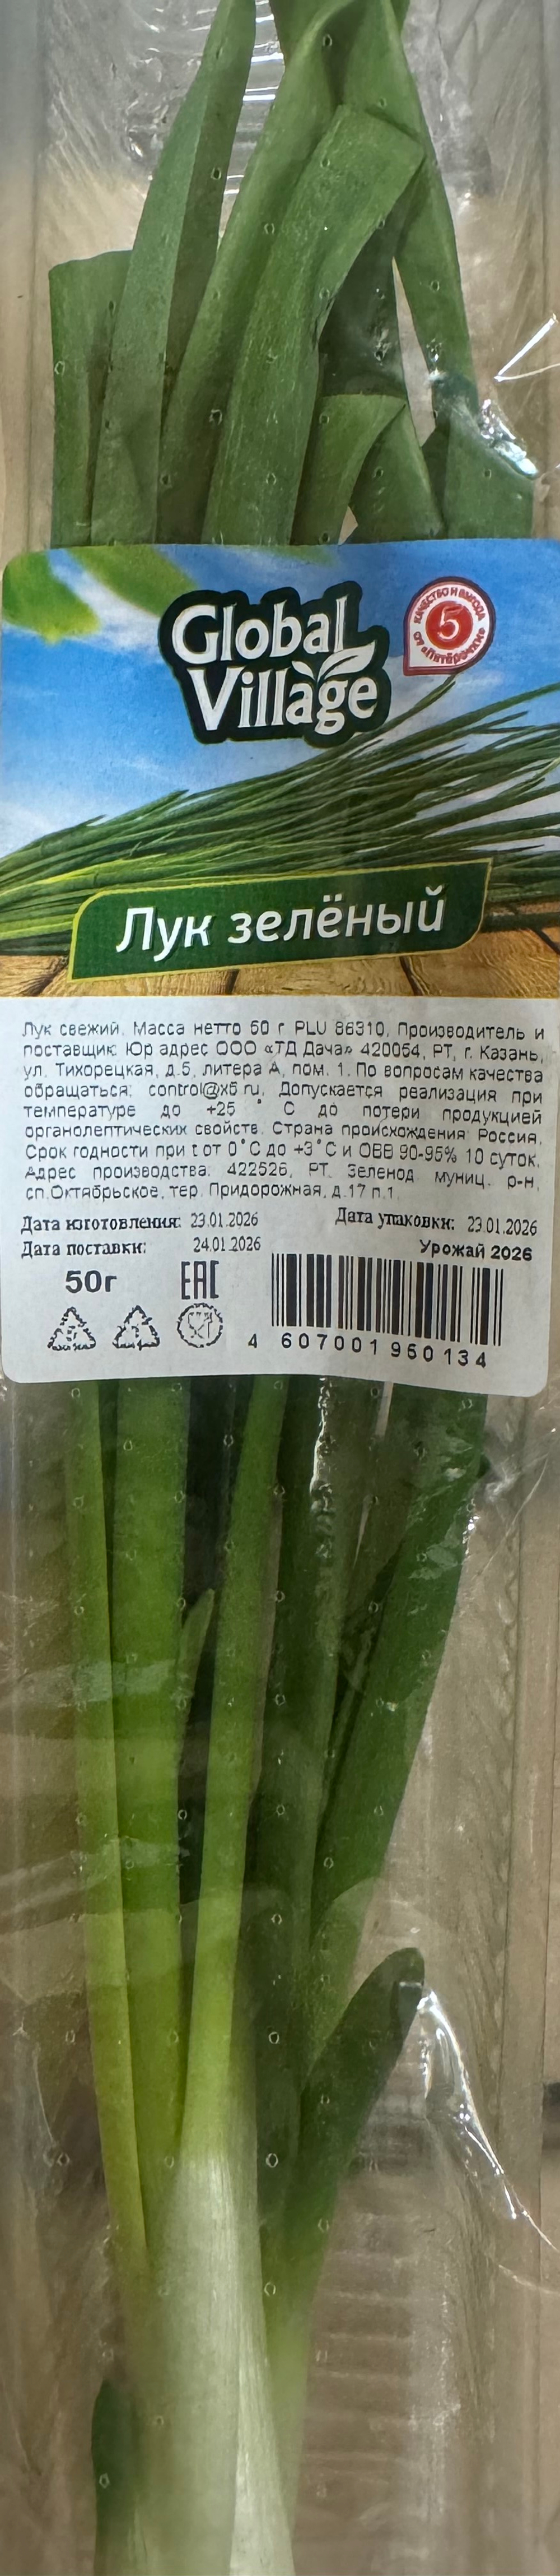 Global
Village
КАЧЕСТВО И ВЫГОДА
5
от «Пятёрочки»
Лук зелёный
Лук свежий. Масса нетто 50 г PLU 86310. Производитель и
поставщик: Юр адрес ООО «ТД Дача» 420054, РТ, г. Казань,
ул. Тихорецкая, д.5, литера А, пом. 1. По вопросам качества
обращаться: control@x5.ru. Допускается реализация при
температуре до +25 ° С до потери продукцией
органолептических свойств. Страна происхождения: Россия.
Срок годности при t от 0˚С до +3˚С и ОВВ 90-95% 10 суток.
Адрес производства: 422526, РТ, Зеленод. муниц. р-н,
сп.Октябрьское, тер. Придорожная, д.17 п.1
Дата изготовления: 23.01.2026 Дата упаковки: 23.01.2026
Дата поставки: 24.01.2026 Урожай 2026
50г EAC
4 607001 950134